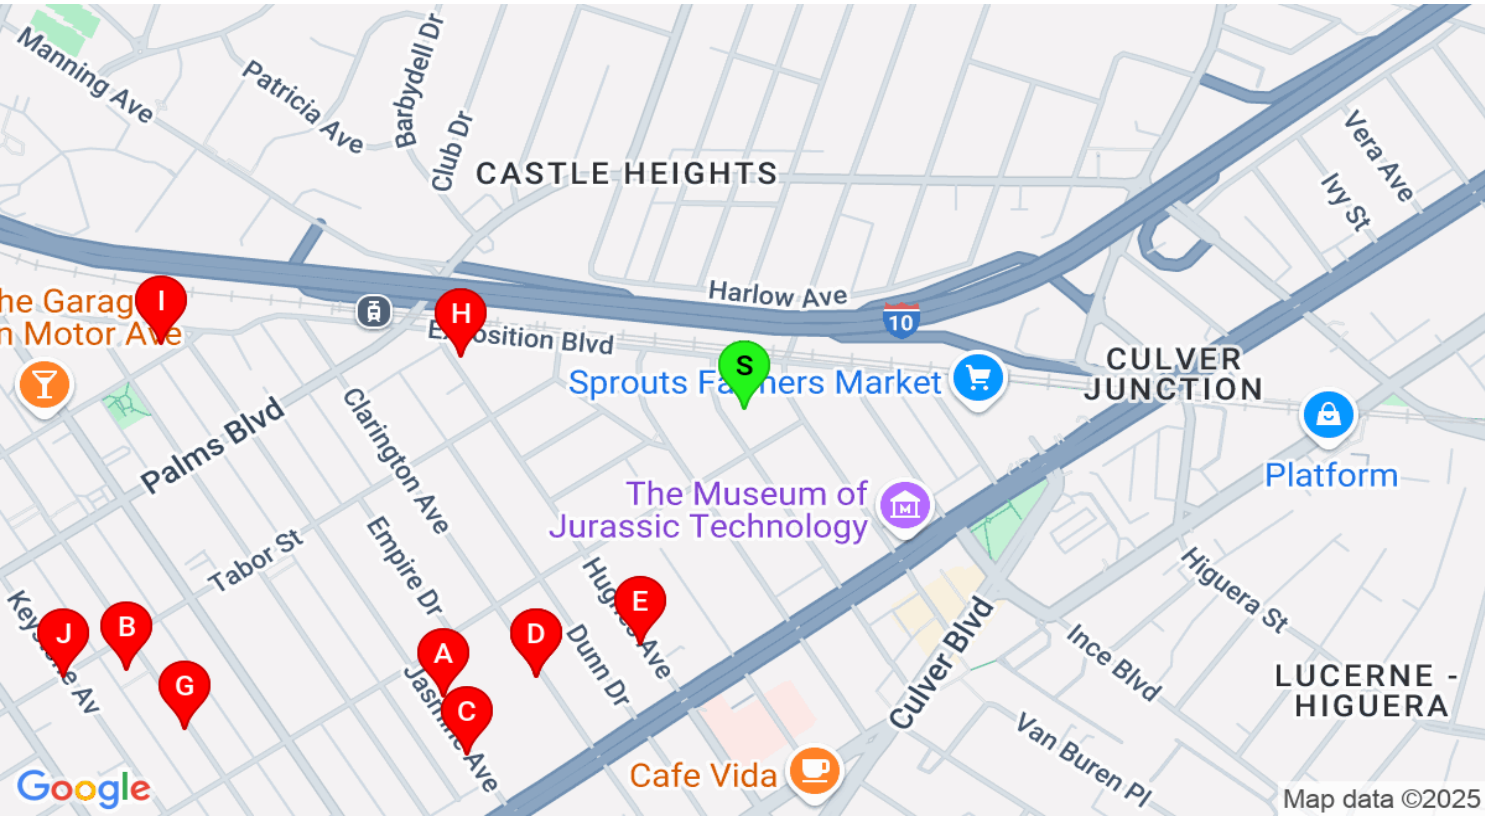 Manning Ave
Patricia Ave
Barbydell Dr
Club Dr
CASTLE HEIGHTS
Vera Ave
Ivy St
Harlow Ave
10
I
H
S
he Garag
n Motor Ave
Exposition Blvd
Sprouts Farmers Market
CULVER
JUNCTION
Platform
Palms Blvd
Clarington Ave
The Museum of
Jurassic Technology
M
Empire Dr
Tabor St
Higuera St
Hughes Ave
E
Keystone Av
J
B
G
A
D
C
Dunn Dr
Jasmine Ave
Culver Blvd
Ince Blvd
LUCERNE -
HIGUERA
Van Buren Pl
Cafe Vida
Google
Map data ©2025